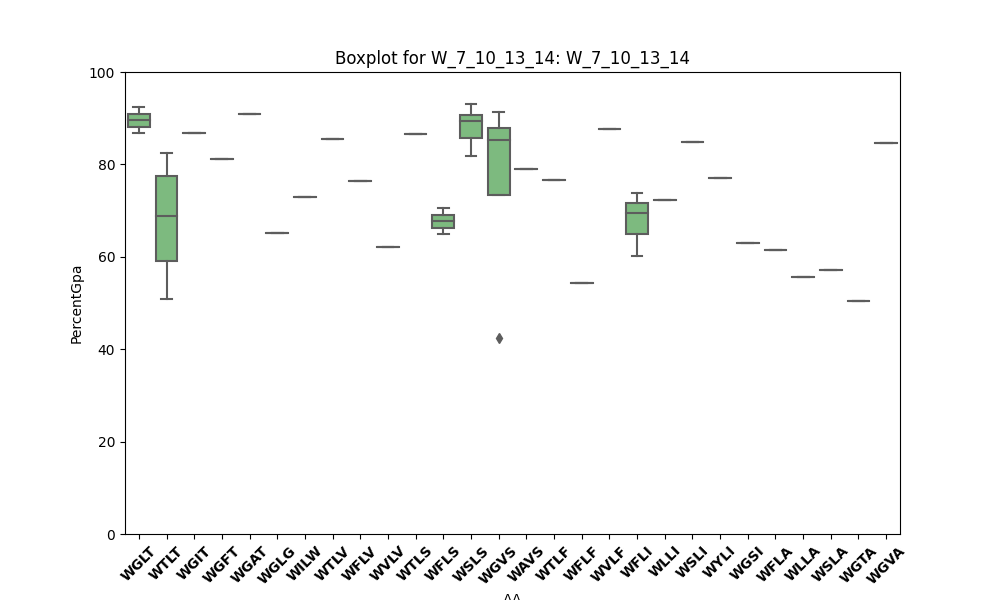 Boxplot for W_7_10_13_14: W_7_10_13_14
100
80
60
40
20
0
PercentGpa
WGLT
WTLT
WGIT
WGFT
WGAT
WGLG
WILW
WTLV
WFLV
WVLV
WTLS
WFLS
WSLS
WGVS
WAVS
WTLF
WFLF
WVLF
WFLI
WLLI
WSLI
WYLI
WGSI
WFLA
WLLA
WSLA
WGTA
WGVA
AA